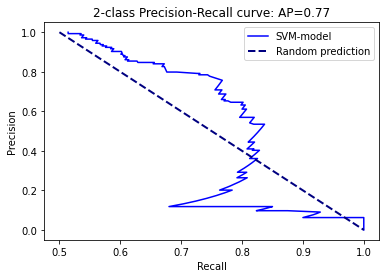 2-class Precision-Recall curve: AP=0.77
SVM-model
Random prediction
Precision
1.0
0.8
0.6
0.4
0.2
0.0
0.5 0.6 0.7 0.8 0.9 1.0
Recall